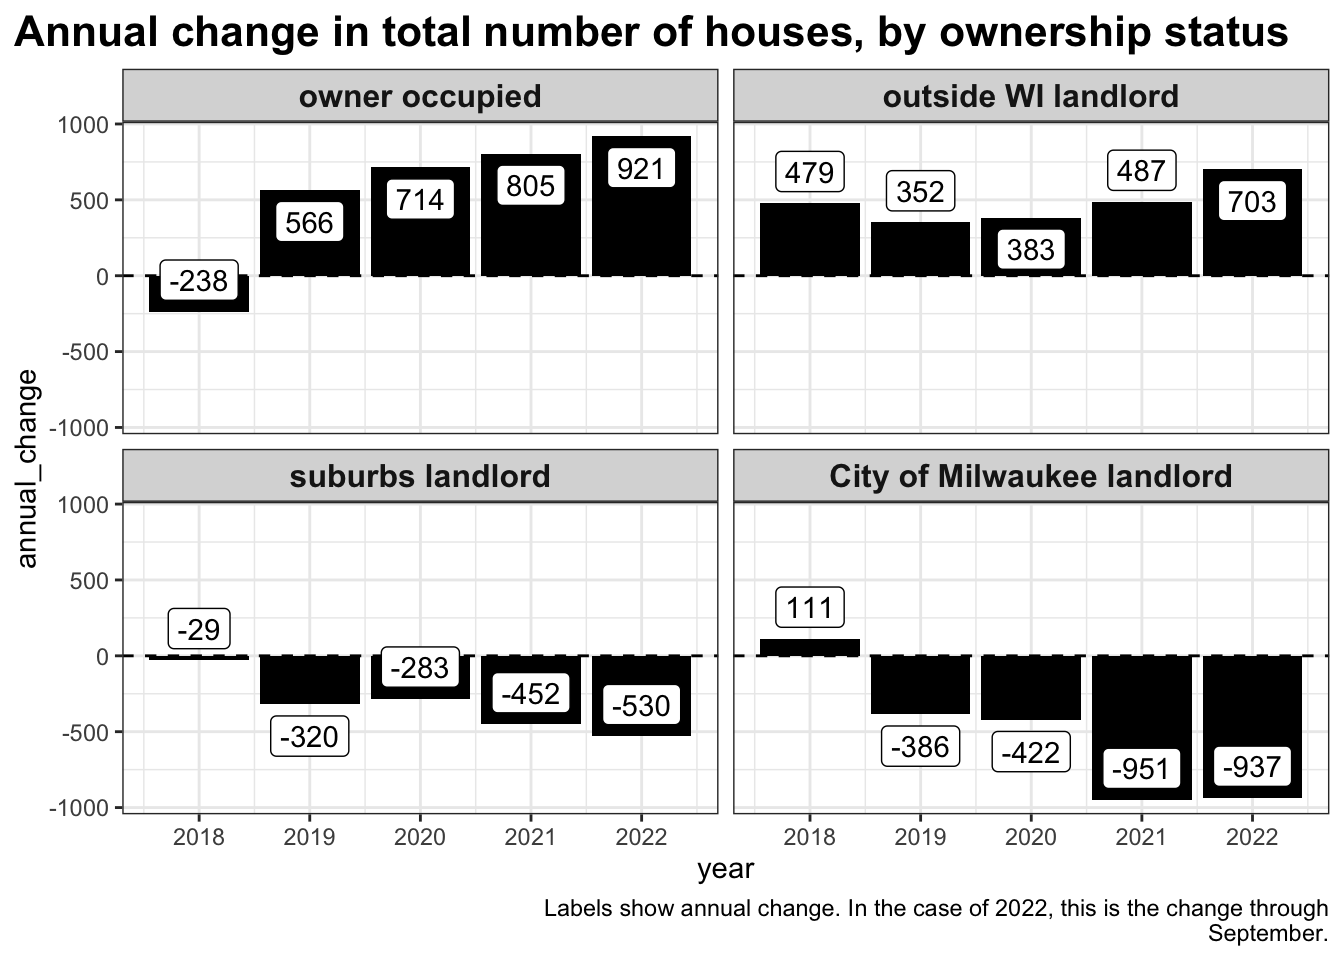 Annual change in total number of houses, by ownership status
owner occupied
outside WI landlord
1000
500
0
-500
-1000
-238
566
714
805
921
479
352
383
487
703
annual_change
suburbs landlord
City of Milwaukee landlord
1000
500
0
-500
-1000
-29
-320
-283
-452
-530
111
-386
-422
-951
-937
2018 2019 2020 2021 2022
2018 2019 2020 2021 2022
year
Labels show annual change. In the case of 2022, this is the change through
September.